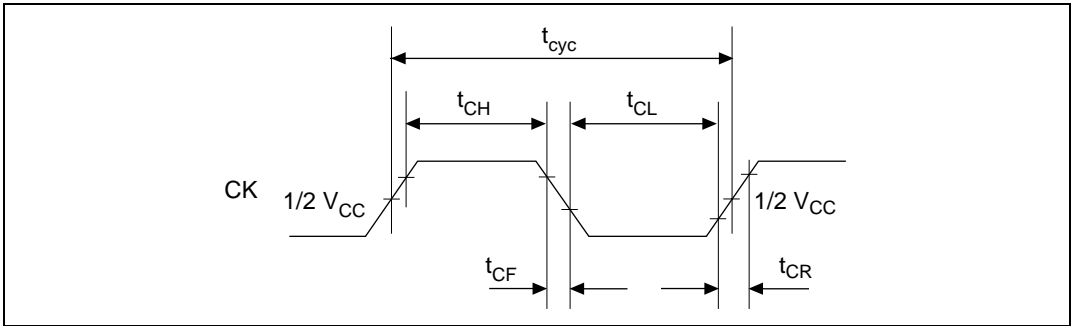 tcyc
tCH
tCL
CK
1/2 VCC
1/2 VCC
tCF
tCR